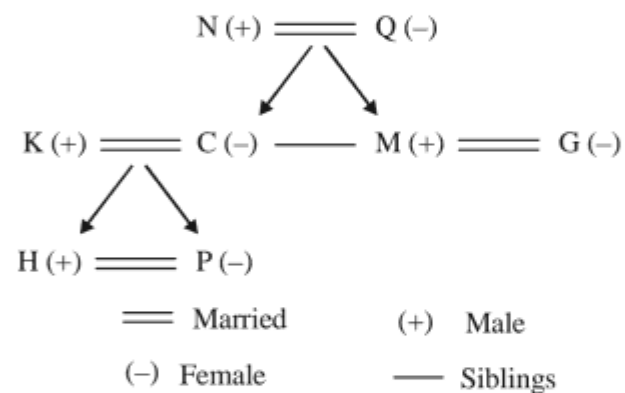 N (+) Q (–)
K (+) C (–) M (+) G (–)
H (+) P (–)
Married (+) Male
(–) Female Siblings